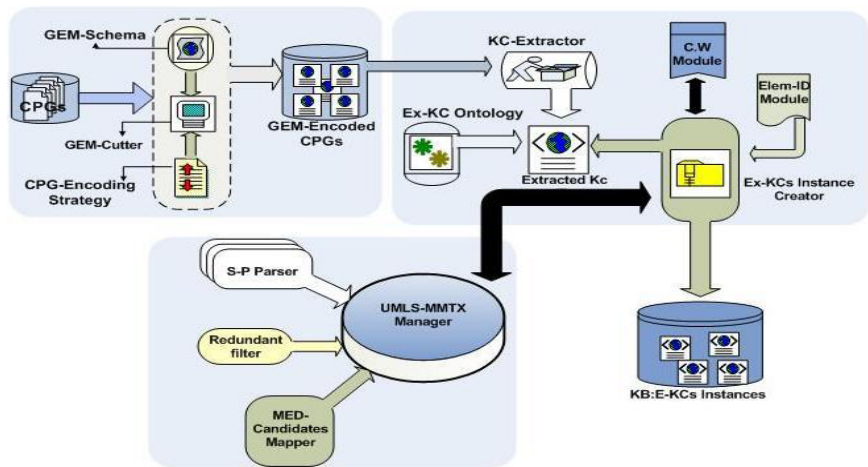 GEM-Schema
CPGs
GEM-Cutter
CPG-Encoding
Strategy
GEM-Encoded
CPGs
KC-Extractor
C.W
Module
Elem-ID
Module
Ex-KC Ontology
Extracted Kc
Ex-KCs Instance
Creator
S-P Parser
UMLS-MMTX
Manager
Redundant
filter
MED-
Candidates
Mapper
KB:E-KCs Instances